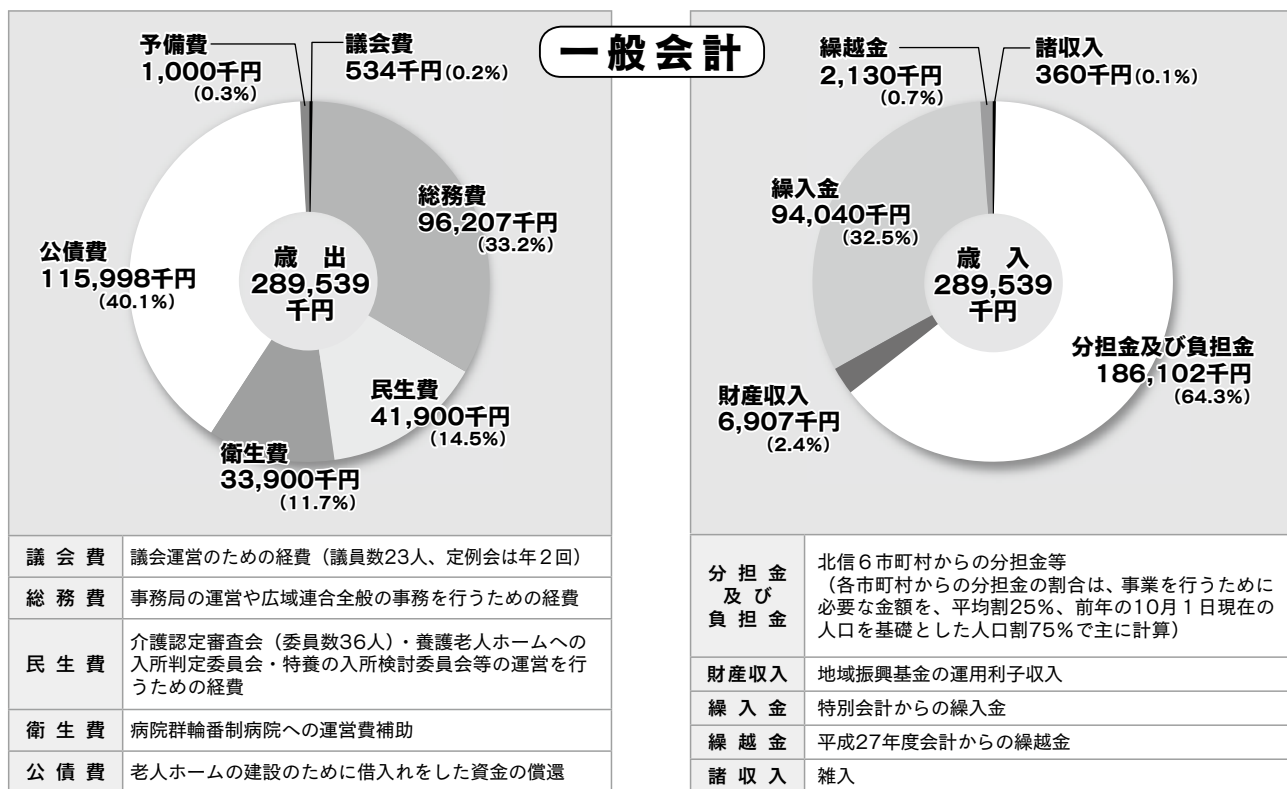 一般会計
予備費
1,000千円
(0.3%)
議会費
534千円(0.2%)
総務費
96,207千円
(33.2%)
公債費
115,998千円
(40.1%)
歳 出
289,539
千円
民生費
41,900千円
(14.5%)
衛生費
33,900千円
(11.7%)
議会費 議会運営のための経費（議員数23人、定例会は年２回）
総務費 事務局の運営や広域連合全般の事務を行うための経費
民生費
介護認定審査会（委員数36人）・養護老人ホームへの
入所判定委員会・特養の入所検討委員会等の運営を行
うための経費
衛生費 病院群輪番制病院への運営費補助
公債費 老人ホームの建設のために借入れをした資金の償還
繰越金
2,130千円
(0.7%)
諸収入
360千円(0.1%)
繰入金
94,040千円
(32.5%)
歳 入
289,539
千円
分担金及び負担金
186,102千円
(64.3%)
財産収入
6,907千円
(2.4%)
分担金
及び
負担金
北信６市町村からの分担金等
（各市町村からの分担金の割合は、事業を行うために
必要な金額を、平均割25%、前年の10月１日現在の
人口を基礎とした人口割75%で主に計算）
財産収入 地域振興基金の運用利子収入
繰入金 特別会計からの繰入金
繰越金 平成27年度会計からの繰越金
諸収入 雑入